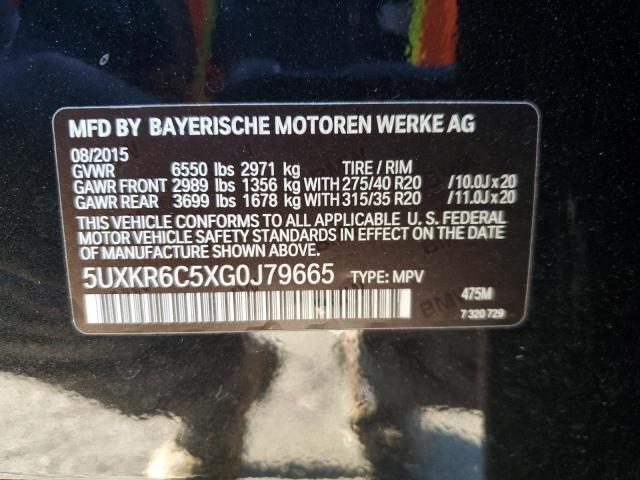 MFD BY BAYERISCHE MOTOREN WERKE AG
08/2015
GVWR 6550 lbs 2971 kg TIRE / RIM
GAWR FRONT 2989 lbs 1356 kg WITH 275/40 R20 /10.0J x 20
GAWR REAR 3699 lbs 1678 kg WITH 315/35 R20 /11.0J x 20
THIS VEHICLE CONFORMS TO ALL APPLICABLE U. S. FEDERAL
MOTOR VEHICLE SAFETY STANDARDS IN EFFECT ON THE DATE
OF MANUFACTURE SHOWN ABOVE.
5UXKR6C5XG0J79665 TYPE: MPV
475M
7 320 729